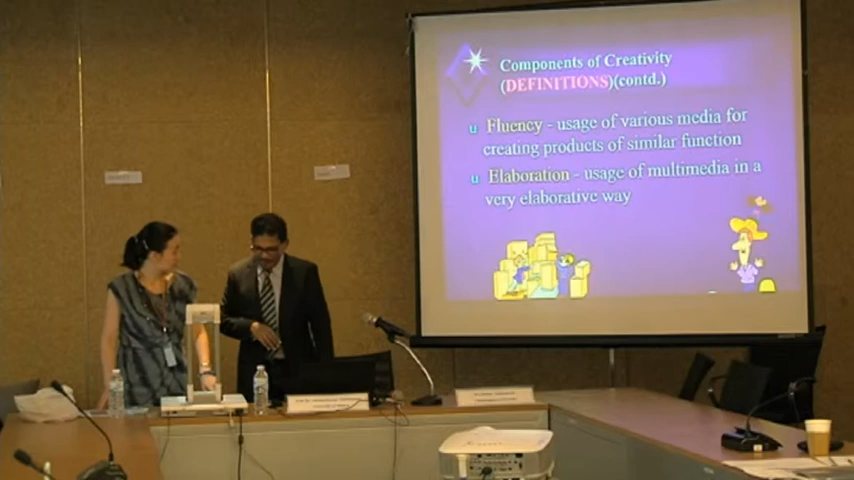 Components of Creativity
(DEFINITIONS)(contd.)
u Fluency - usage of various media for
creating products of similar function
u Elaboration - usage of multimedia in a
very elaborative way